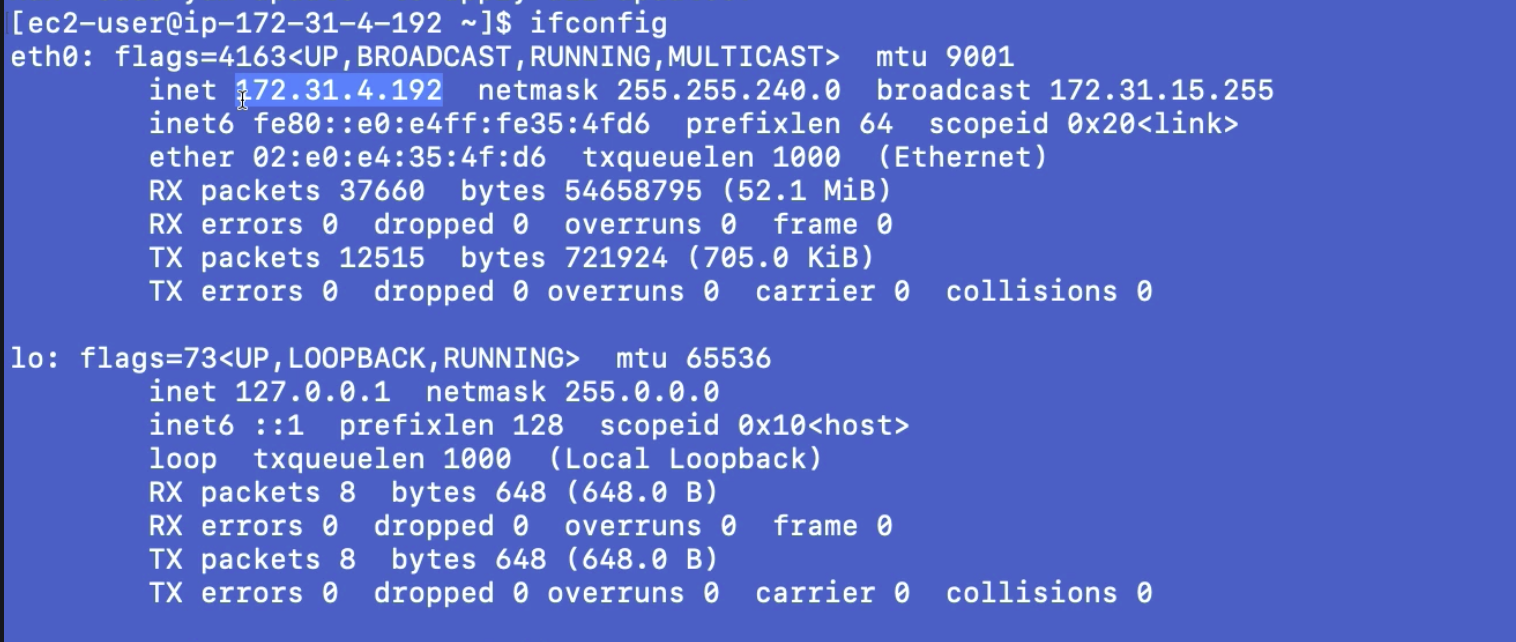 [ec2-user@ip-172-31-4-192 ~]$ ifconfig
eth0: flags=4163<UP,BROADCAST,RUNNING,MULTICAST>  mtu 9001
        inet 172.31.4.192  netmask 255.255.240.0  broadcast 172.31.15.255
        inet6 fe80::e0:e4ff:fe35:4fd6  prefixlen 64  scopeid 0x20<link>
        ether 02:e0:e4:35:4f:d6  txqueuelen 1000  (Ethernet)
        RX packets 37660  bytes 54658795 (52.1 MiB)
        RX errors 0  dropped 0  overruns 0  frame 0
        TX packets 12515  bytes 721924 (705.0 KiB)
        TX errors 0  dropped 0 overruns 0  carrier 0  collisions 0

lo: flags=73<UP,LOOPBACK,RUNNING>  mtu 65536
        inet 127.0.0.1  netmask 255.0.0.0
        inet6 ::1  prefixlen 128  scopeid 0x10<host>
        loop  txqueuelen 1000  (Local Loopback)
        RX packets 8  bytes 648 (648.0 B)
        RX errors 0  dropped 0  overruns 0  frame 0
        TX packets 8  bytes 648 (648.0 B)
        TX errors 0  dropped 0 overruns 0  carrier 0  collisions 0